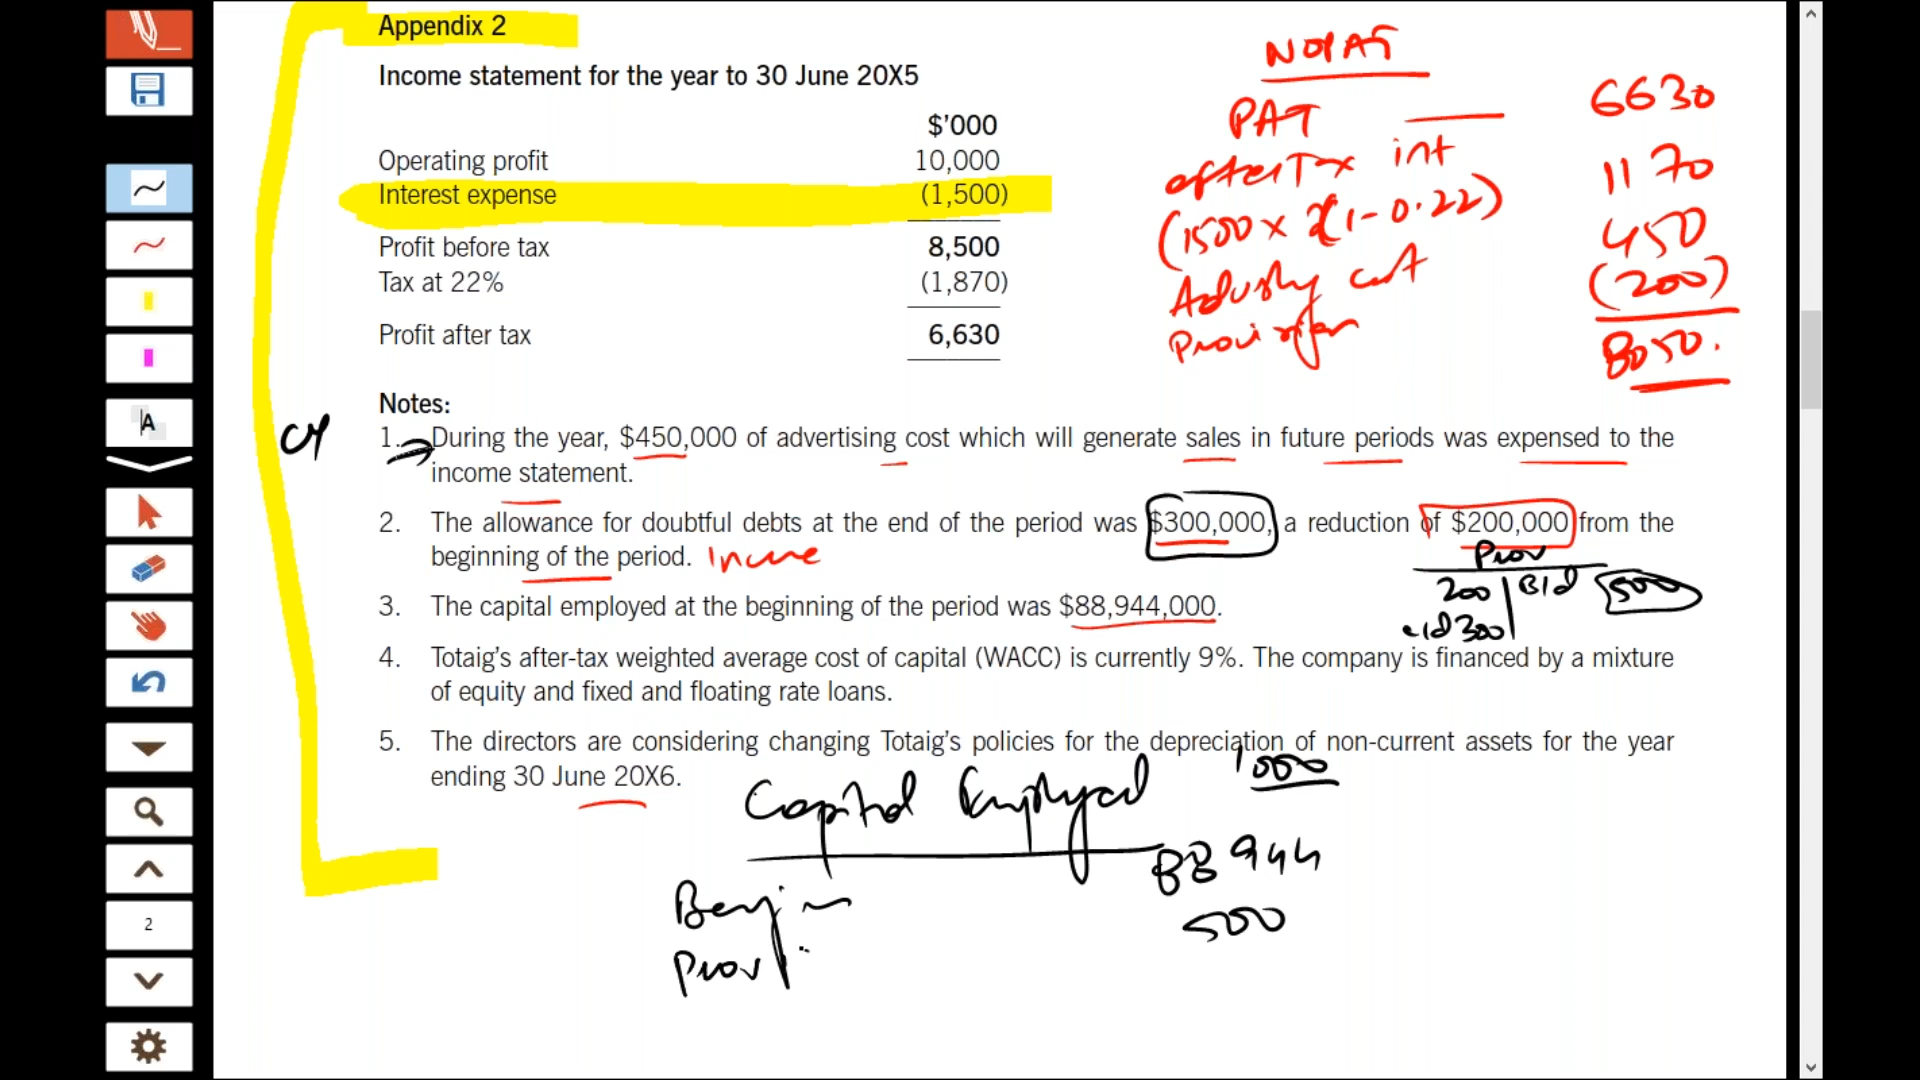 Appendix 2
Income statement for the year to 30 June 20X5
$'000
Operating profit 10,000
Interest expense (1,500)
Profit before tax 8,500
Tax at 22% (1,870)
Profit after tax 6,630
NOPAT
PAT 6630
after Tax int 1170
(1500 x (1-0.22)
450
(200)
8050.
Notes:
CY
1. During the year, $450,000 of advertising cost which will generate sales in future periods was expensed to the
income statement.
2. The allowance for doubtful debts at the end of the period was $300,000, a reduction of $200,000 from the
beginning of the period.
Prov
200 B/d 500
c/d 300
3. The capital employed at the beginning of the period was $88,944,000.
4. Totaig's after-tax weighted average cost of capital (WACC) is currently 9%. The company is financed by a mixture
of equity and fixed and floating rate loans.
5. The directors are considering changing Totaig's policies for the depreciation of non-current assets for the year
ending 30 June 20X6.
Capital Employed 1000
88944
500
Prov
A
2